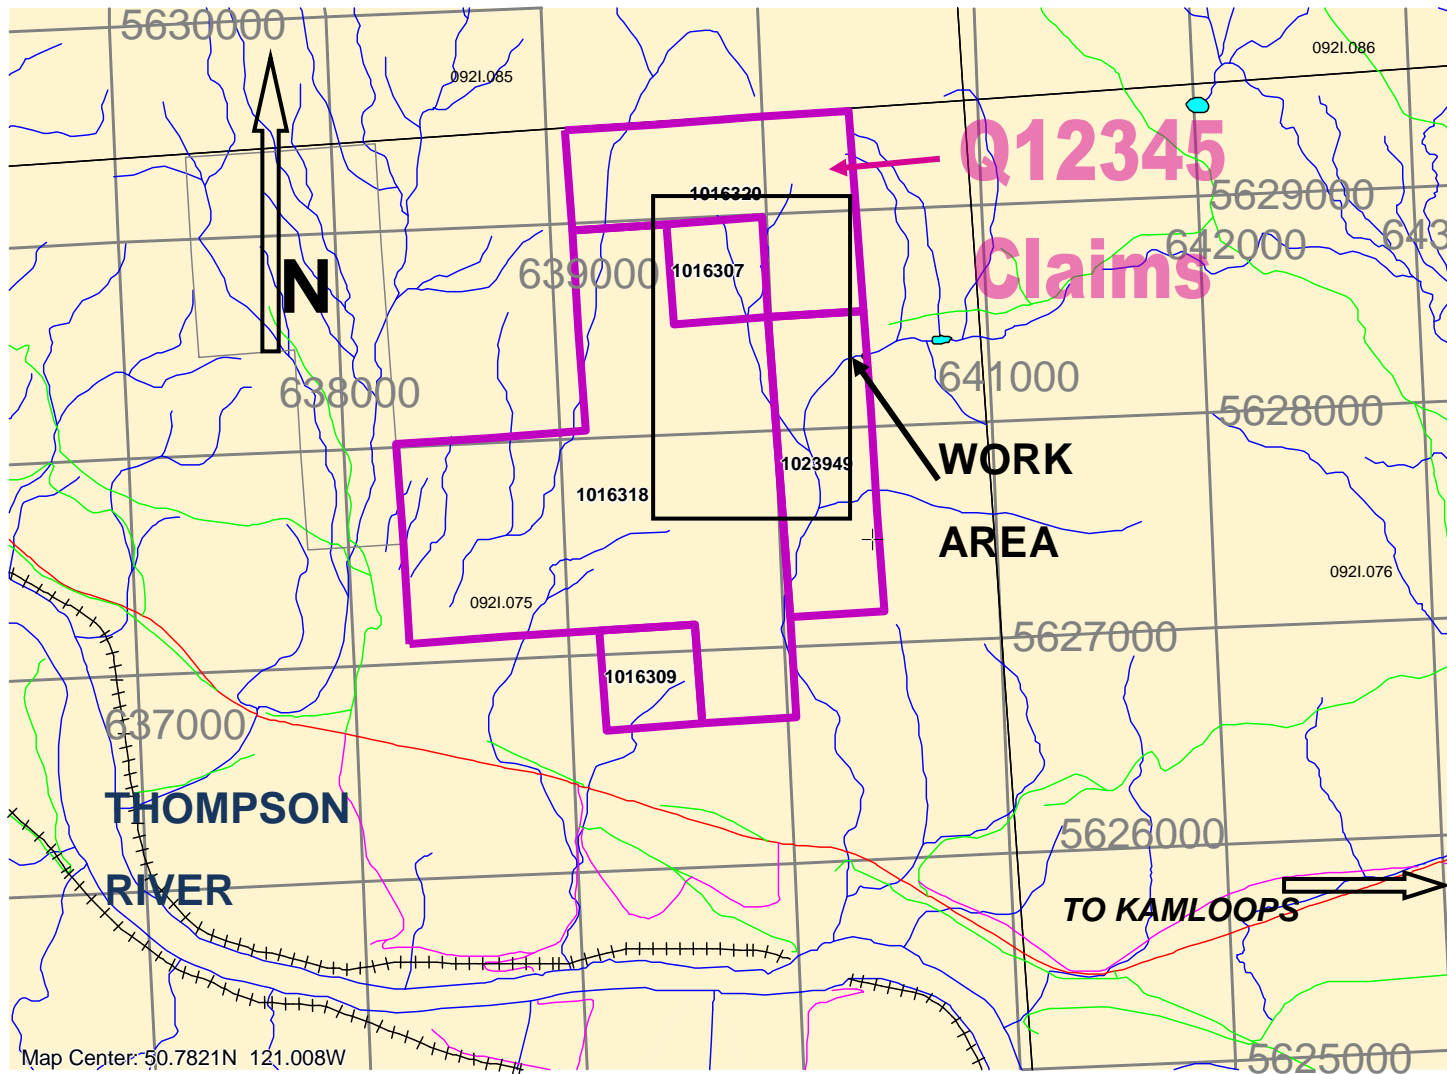 5630000
092I.085
092I.086
Q12345
Claims
1016320
5629000
642000
643
1016307
639000
N
638000
641000
5628000
WORK
AREA
1023949
1016318
092I.076
092I.075
5627000
1016309
637000
THOMPSON
RIVER
5626000
TO KAMLOOPS
5625000
Map Center: 50.7821N 121.008W